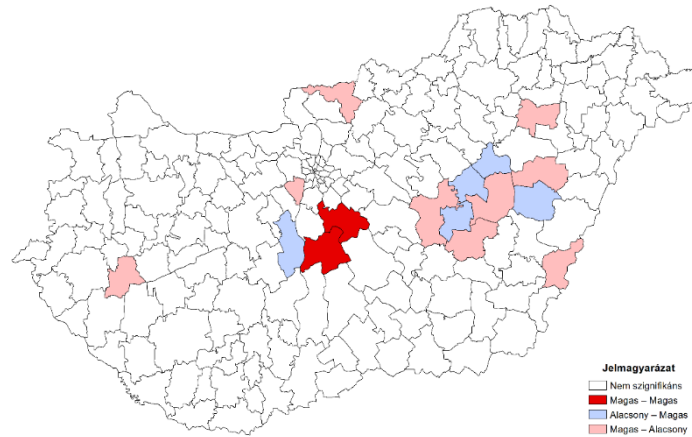 Jelmagyarázat
Nem szignifikáns
Magas – Magas
Alacsony – Magas
Magas – Alacsony